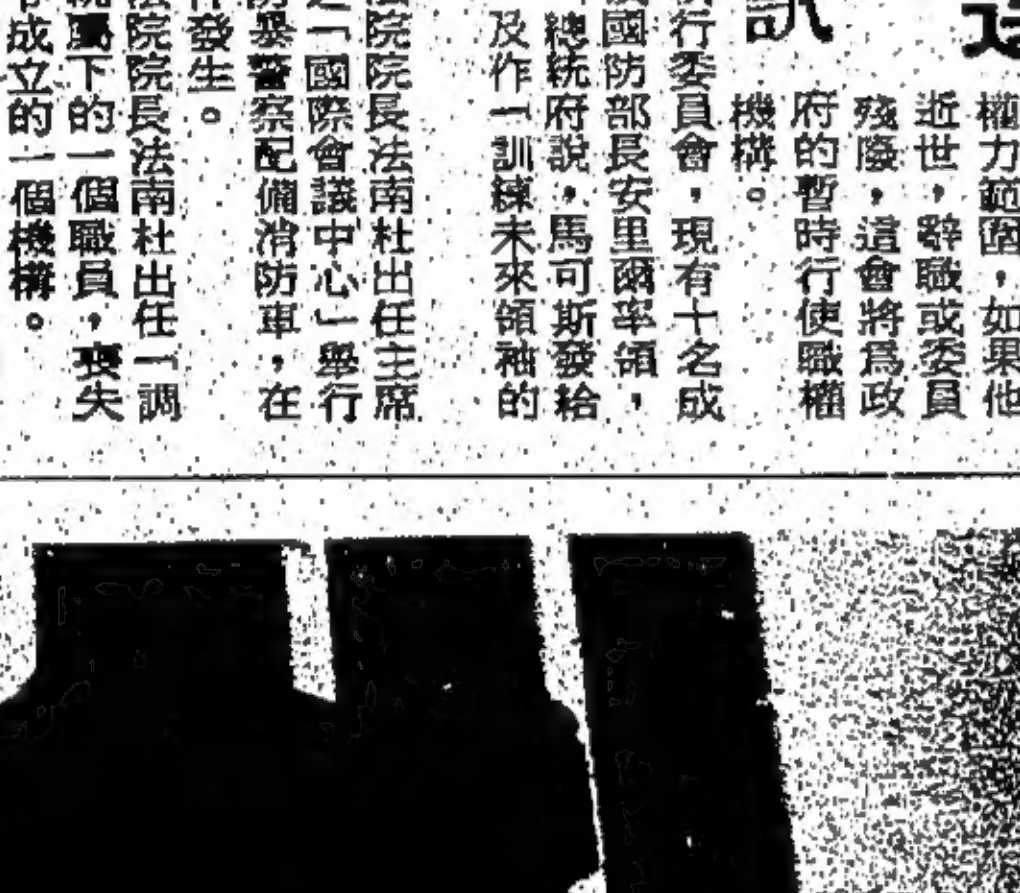 權力範圍,如果他
近世,辭職或委員
殘廢,這會將爲政
府的暫時行使職權
機構。
訊
行委員會,現有十名成
國防部長安里爾率領,
總統府說,馬可斯發給
及作一訓練未來領袖的
院院長法南杜出任主席
「國際會議中心」舉行
防暴警察配備消防車,在
發生。
院院長法南杜出任「調
屬下的一個職員,喪失
成立的一個機構。